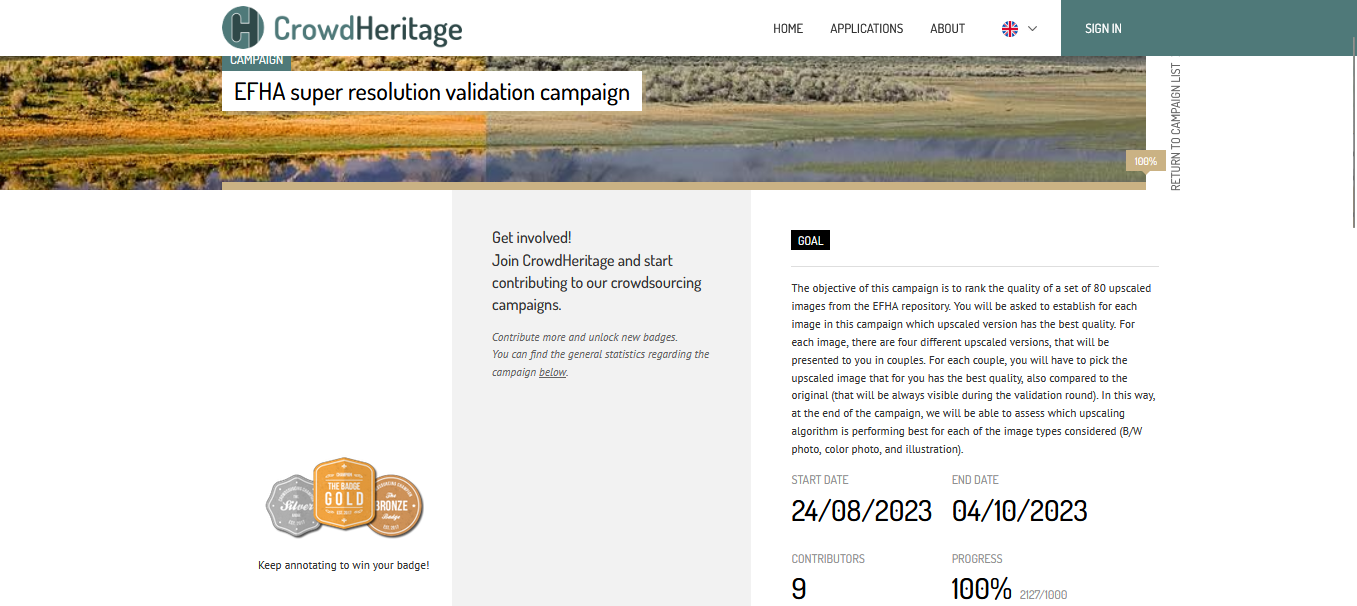 CrowdHeritage
HOME APPLICATIONS ABOUT SIGN IN
CAMPAIGN
EFHA super resolution validation campaign
RETURN TO CAMPAIGN LIST
100%
Get involved!
Join CrowdHeritage and start
contributing to our crowdsourcing
campaigns.
Contribute more and unlock new badges.
You can find the general statistics regarding the
campaign below.
THE BADGE
GOLD
Silver
The
BRONZE
Badge
Keep annotating to win your badge!
GOAL
The objective of this campaign is to rank the quality of a set of 80 upscaled
images from the EFHA repository. You will be asked to establish for each
image in this campaign which upscaled version has the best quality. For
each image, there are four different upscaled versions, that will be
presented to you in couples. For each couple, you will have to pick the
upscaled image that for you has the best quality, also compared to the
original (that will be always visible during the validation round). In this way,
at the end of the campaign, we will be able to assess which upscaling
algorithm is performing best for each of the image types considered (B/W
photo, color photo, and illustration).
START DATE END DATE
24/08/2023 04/10/2023
CONTRIBUTORS PROGRESS
9 100% 2127/1000